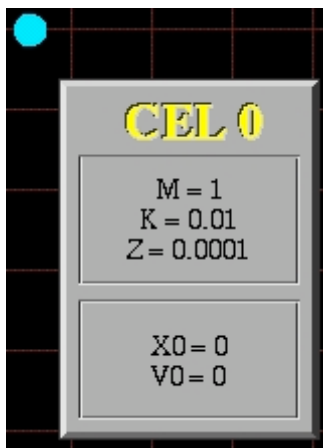 CEL 0
M = 1
K = 0.01
Z = 0.0001
X0 = 0
V0 = 0